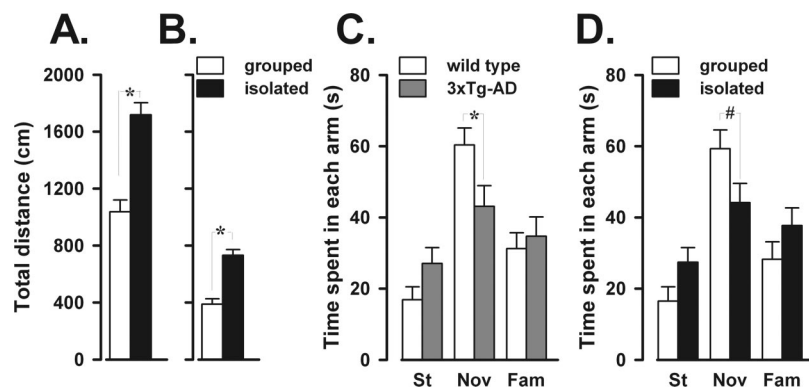 A.
B.
C.
D.
grouped
isolated
wild type
3xTg-AD
grouped
isolated
Total distance (cm)
2000
1600
1200
800
400
0
*
*
Time spent in each arm (s)
80
60
40
20
0
*
St Nov Fam
Time spent in each arm (s)
80
60
40
20
0
#
St Nov Fam